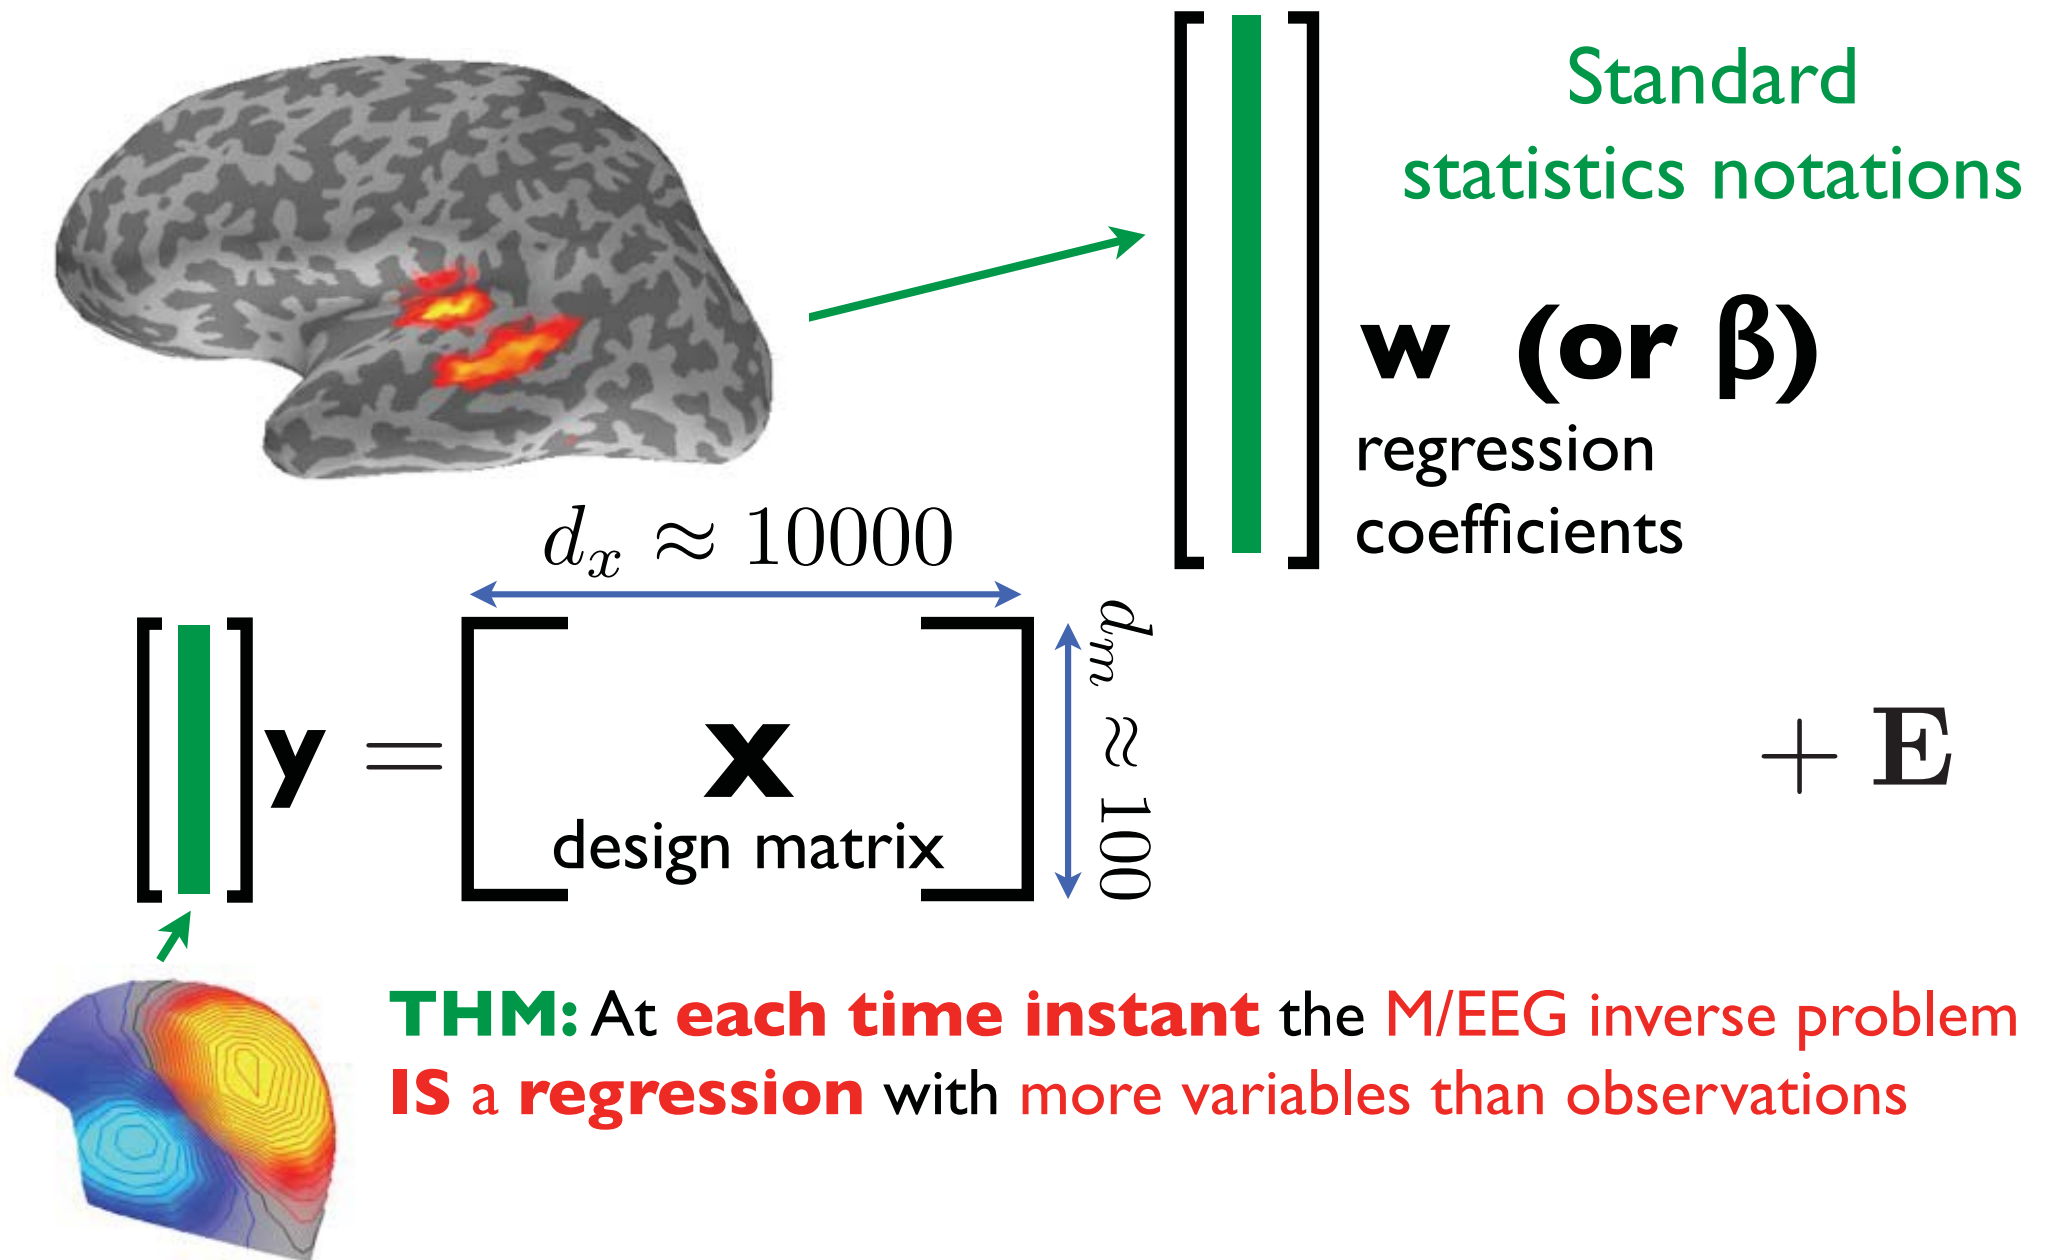 Standard
statistics notations
w (or β)
regression
coefficients
d_x ≈ 10000
d_m ≈ 100
y = X + E
design matrix
THM: At each time instant the M/EEG inverse problem
IS a regression with more variables than observations